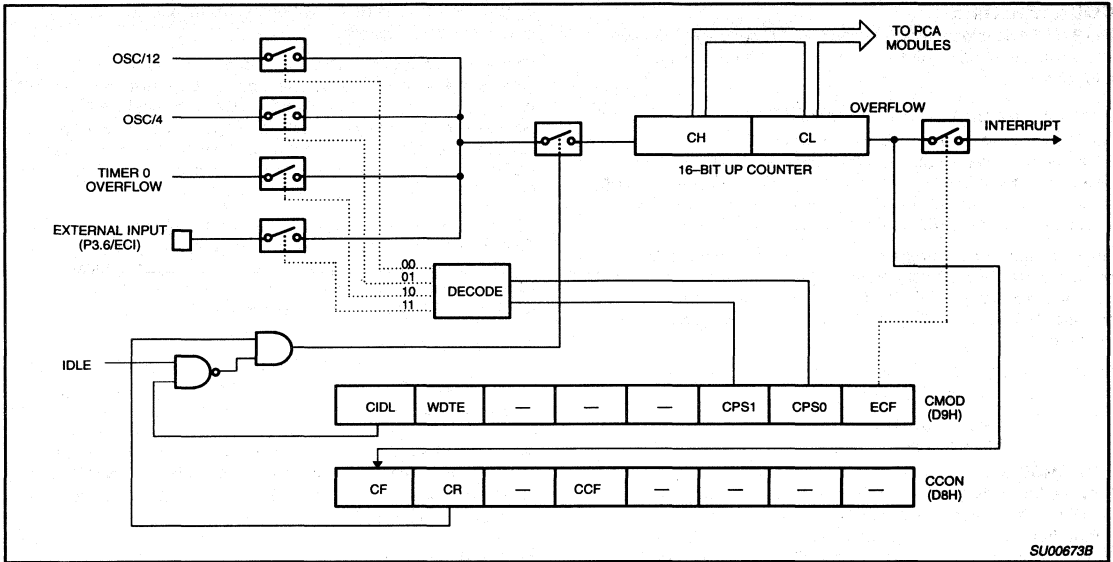 OSC/12
OSC/4
TIMER 0
OVERFLOW
EXTERNAL INPUT
(P3.6/ECI)
TO PCA
MODULES
OVERFLOW
CH
CL
INTERRUPT
16–BIT UP COUNTER
00
01
10
11
DECODE
IDLE
CIDL
WDTE
—
—
—
CPS1
CPS0
ECF
CMOD
(D9H)
CF
CR
—
CCF
—
—
—
—
CCON
(D8H)
SU00673B